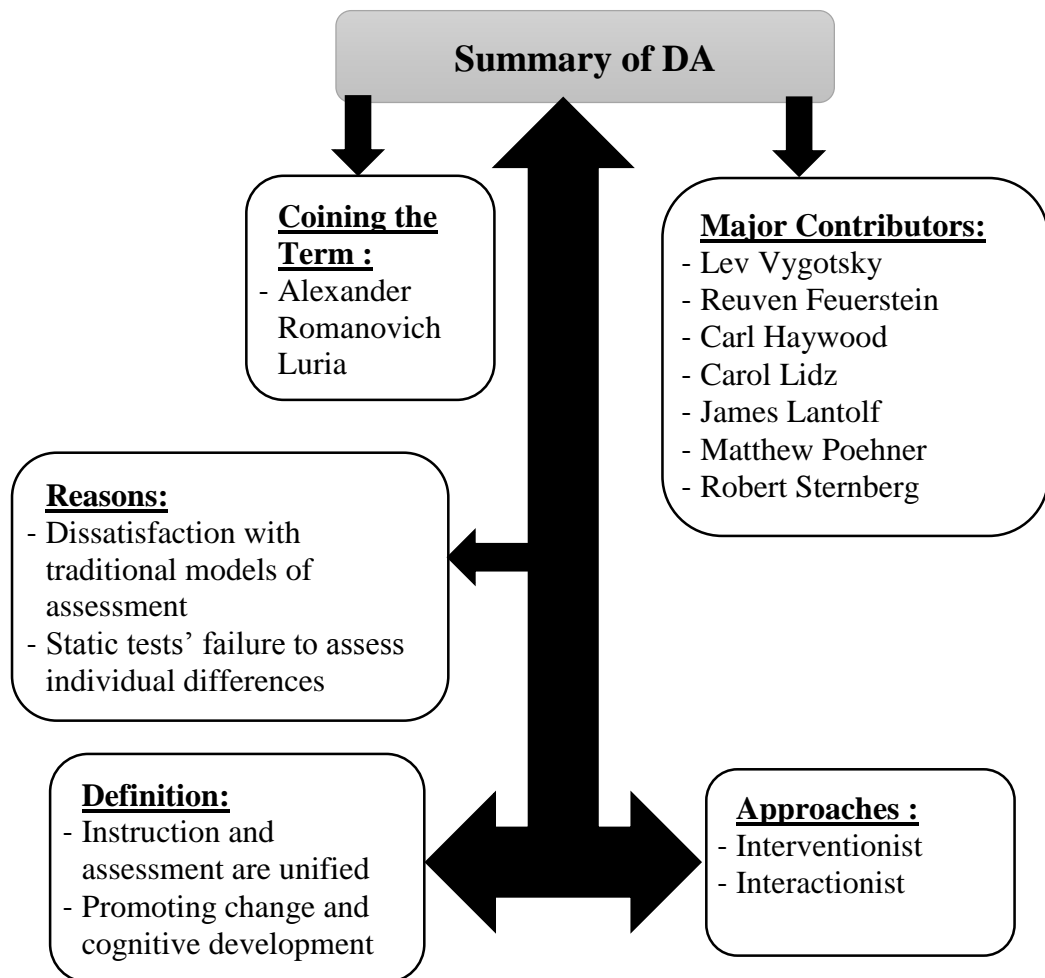 Summary of DA
Coining the
Term :
- Alexander
Romanovich
Luria
Major Contributors:
- Lev Vygotsky
- Reuven Feuerstein
- Carl Haywood
- Carol Lidz
- James Lantolf
- Matthew Poehner
- Robert Sternberg
Reasons:
- Dissatisfaction with
traditional models of
assessment
- Static tests’ failure to assess
individual differences
Definition:
- Instruction and
assessment are unified
- Promoting change and
cognitive development
Approaches :
- Interventionist
- Interactionist